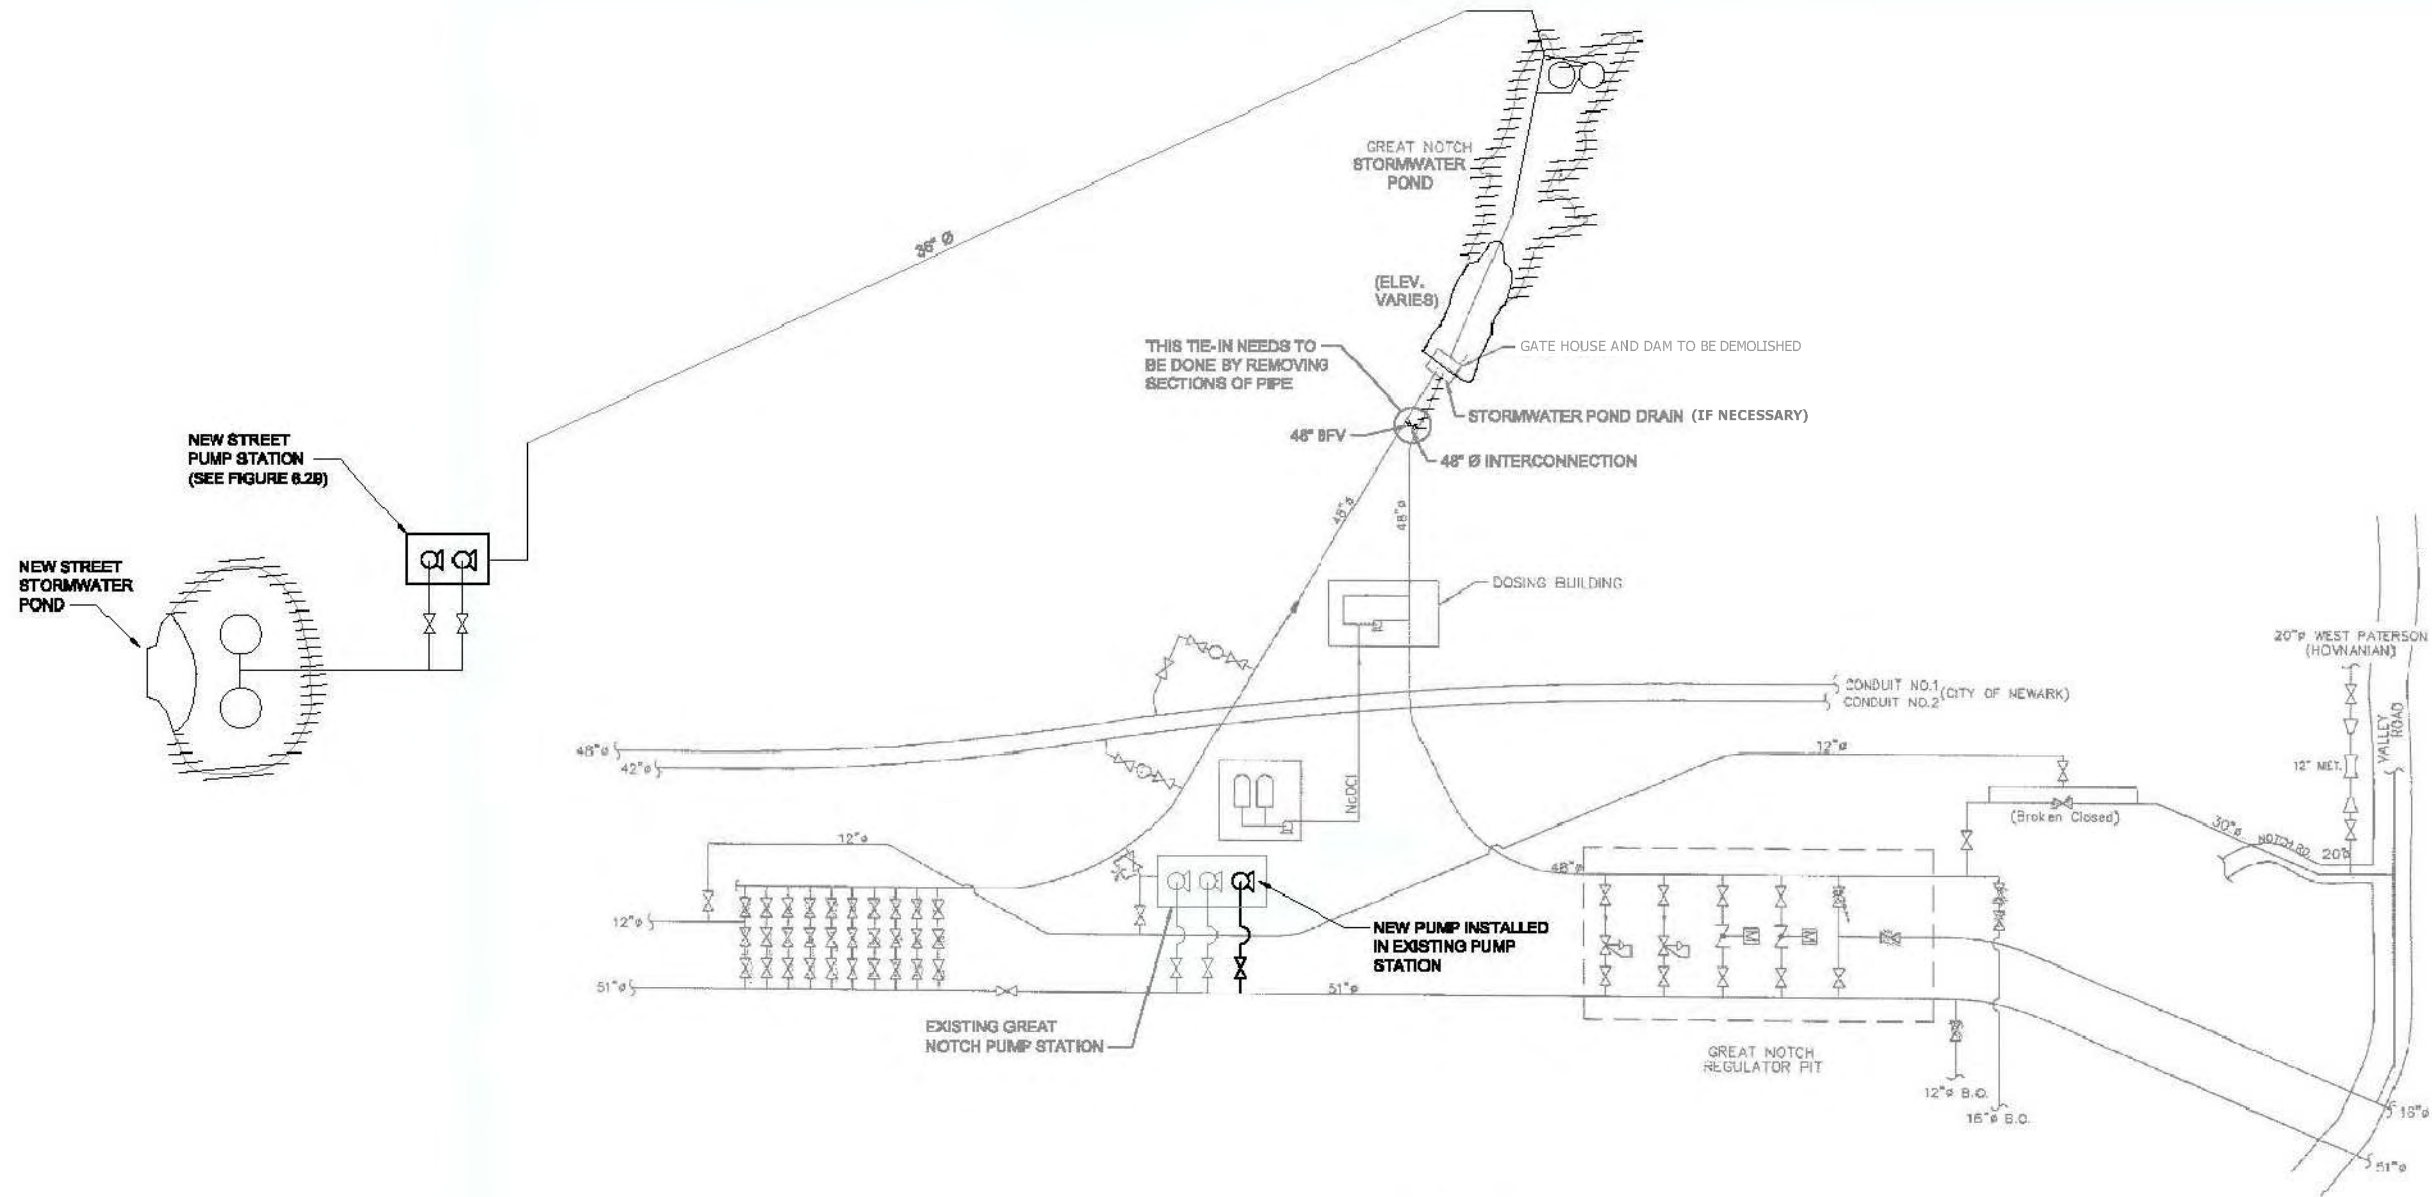 GREAT NOTCH
STORMWATER
POND
36" Ø
(ELEV.
VARIES)
THIS TIE-IN NEEDS TO
BE DONE BY REMOVING
SECTIONS OF PIPE
GATE HOUSE AND DAM TO BE DEMOLISHED
STORMWATER POND DRAIN (IF NECESSARY)
48" BFV
48" Ø INTERCONNECTION
NEW STREET
PUMP STATION
(SEE FIGURE 6.2B)
NEW STREET
STORMWATER
POND
48"ø
48"ø
DOSING BUILDING
20"ø WEST PATERSON
(HOVNANIAN)
CONDUIT NO.1
CONDUIT NO.2
(CITY OF NEWARK)
VALLEY
ROAD
48"ø
42"ø
12"ø
12" MET.
NaOCl
(Broken Closed)
30"ø
NOTCH RD.
20"ø
12"ø
48"ø
12"ø
NEW PUMP INSTALLED
IN EXISTING PUMP
STATION
M
M
51"ø
51"ø
EXISTING GREAT
NOTCH PUMP STATION
GREAT NOTCH
REGULATOR PIT
12"ø B.O.
16"ø B.O.
16"ø
51"ø